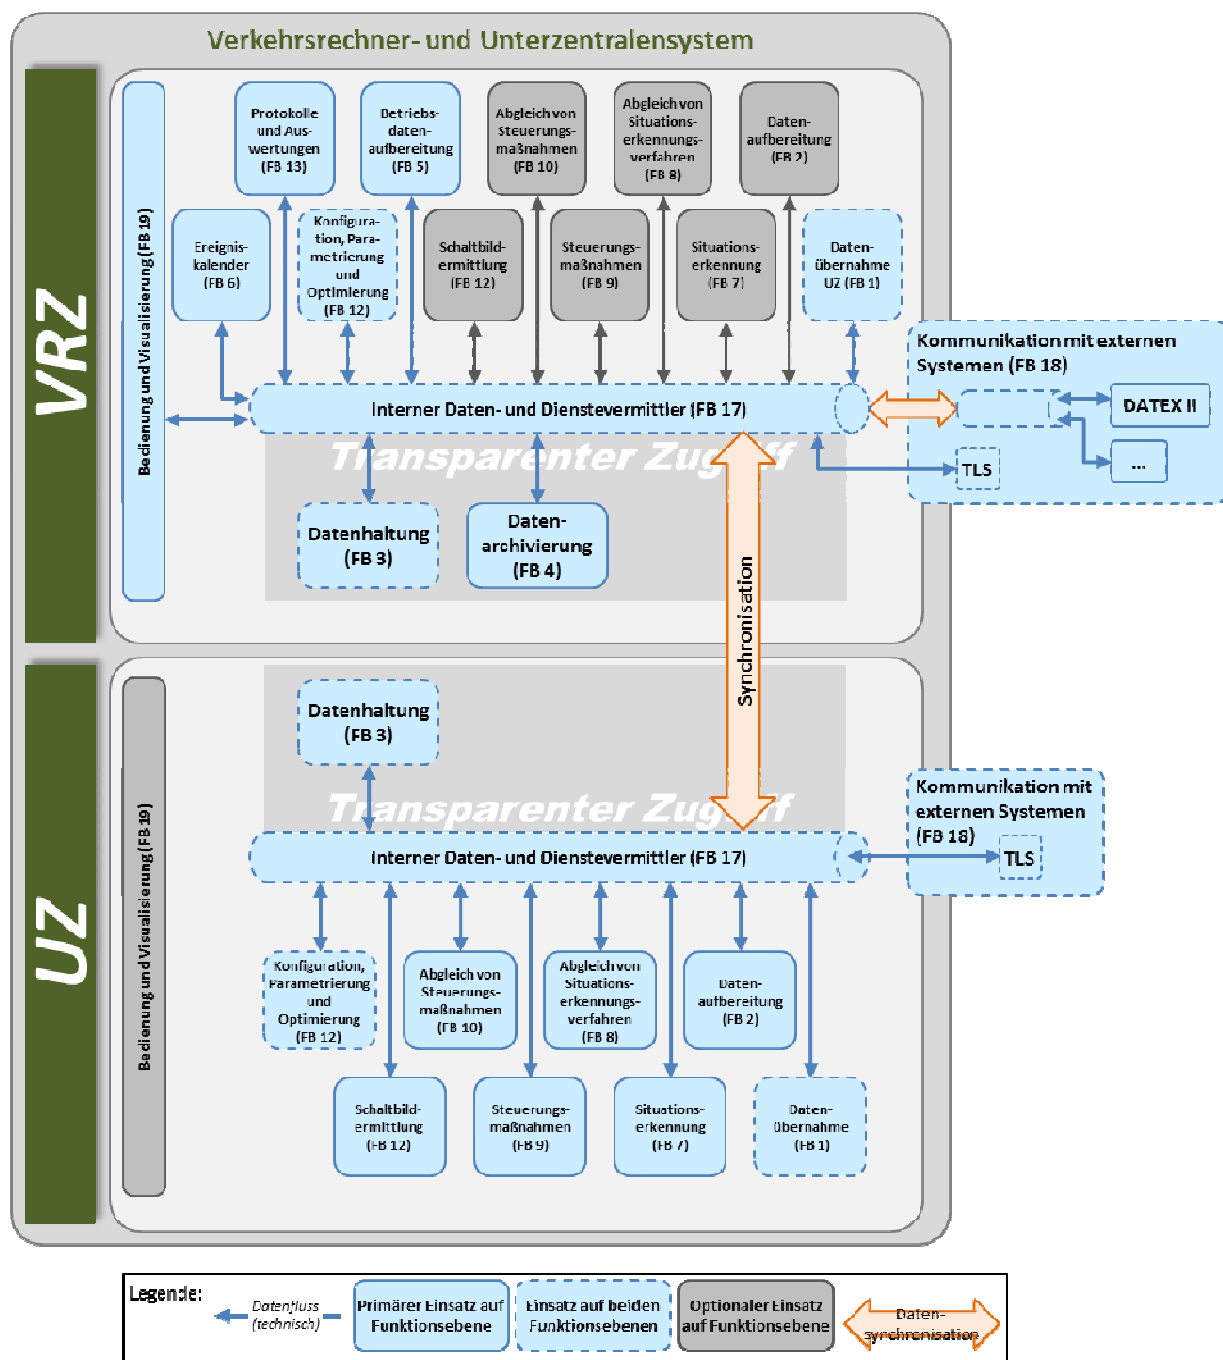 Verkehrsrechner- und Unterzentralensystem
VRZ
Bedienung und Visualisierung (FB 19)
Protokolle
und Aus-
wertungen
(FB 13)
Betriebs-
daten-
aufbereitung
(FB 5)
Abgleich von
Steuerungs-
maßnahmen
(FB 10)
Abgleich von
Situations-
erkennungs-
verfahren
(FB 8)
Daten-
aufbereitung
(FB 2)
Ereignis-
kalender
(FB 6)
Konfigura-
tion, Para-
metrierung
und
Optimierung
(FB 12)
Schaltbild-
ermittlung
(FB 12)
Steuerungs-
maßnahmen
(FB 9)
Situations-
erkennung
(FB 7)
Daten-
übernahme
UZ (FB 1)
Kommunikation mit externen
Systemen (FB 18)
DATEX II
...
TLS
Interner Daten- und Dienstevermittler (FB 17)
Transparenter Zugriff
Datenhaltung
(FB 3)
Daten-
archivierung
(FB 4)
Synchronisation
UZ
Bedienung und Visualisierung (FB 19)
Datenhaltung
(FB 3)
Transparenter Zugriff
Interner Daten- und Dienstevermittler (FB 17)
Kommunikation mit
externen Systemen
(FB 18)
TLS
Konfiguration,
Parametrierung
und
Optimierung
(FB 12)
Abgleich von
Steuerungs-
maßnahmen
(FB 10)
Abgleich von
Situations-
erkennungs-
verfahren
(FB 8)
Daten-
aufbereitung
(FB 2)
Schaltbild-
ermittlung
(FB 12)
Steuerungs-
maßnahmen
(FB 9)
Situations-
erkennung
(FB 7)
Daten-
übernahme
(FB 1)
Legende:
Datenfluss
(technisch)
Primärer Einsatz auf
Funktionsebene
Einsatz auf beiden
Funktionsebenen
Optionaler Einsatz
auf Funktionsebene
Daten-
synchronisation